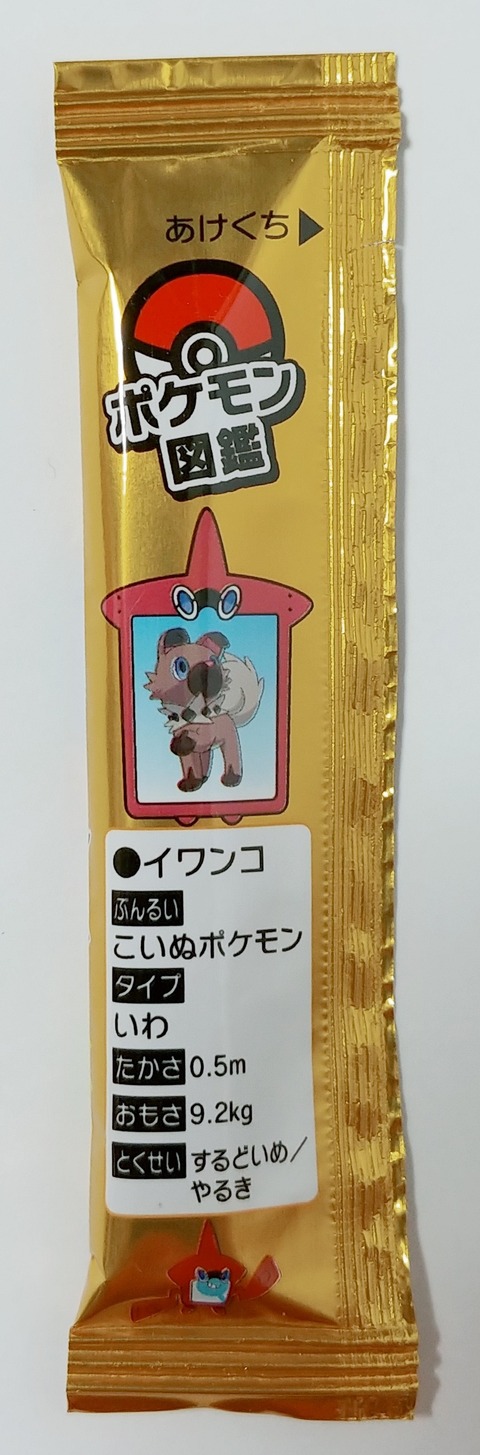 あけくち▶
ポケモン
図鑑
●イワンコ
ぶんるい
こいぬポケモン
タイプ
いわ
たかさ 0.5m
おもさ 9.2kg
とくせい するどいめ/
やるき